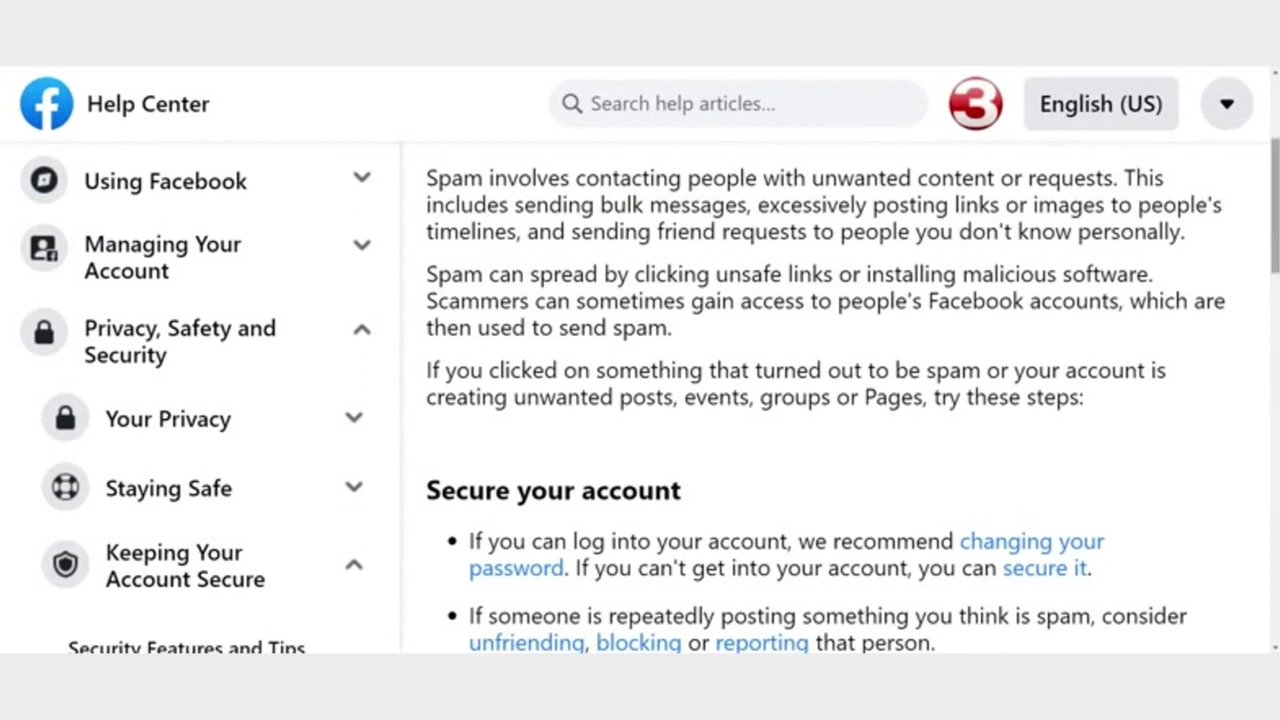 Help Center
Search help articles...
3
English (US)
Using Facebook
Managing Your
Account
Privacy, Safety and
Security
Your Privacy
Staying Safe
Keeping Your
Account Secure
Security Features and Tips
Spam involves contacting people with unwanted content or requests. This
includes sending bulk messages, excessively posting links or images to people's
timelines, and sending friend requests to people you don't know personally.
Spam can spread by clicking unsafe links or installing malicious software.
Scammers can sometimes gain access to people's Facebook accounts, which are
then used to send spam.
If you clicked on something that turned out to be spam or your account is
creating unwanted posts, events, groups or Pages, try these steps:
Secure your account
• If you can log into your account, we recommend changing your
password. If you can't get into your account, you can secure it.
• If someone is repeatedly posting something you think is spam, consider
unfriending, blocking or reporting that person.